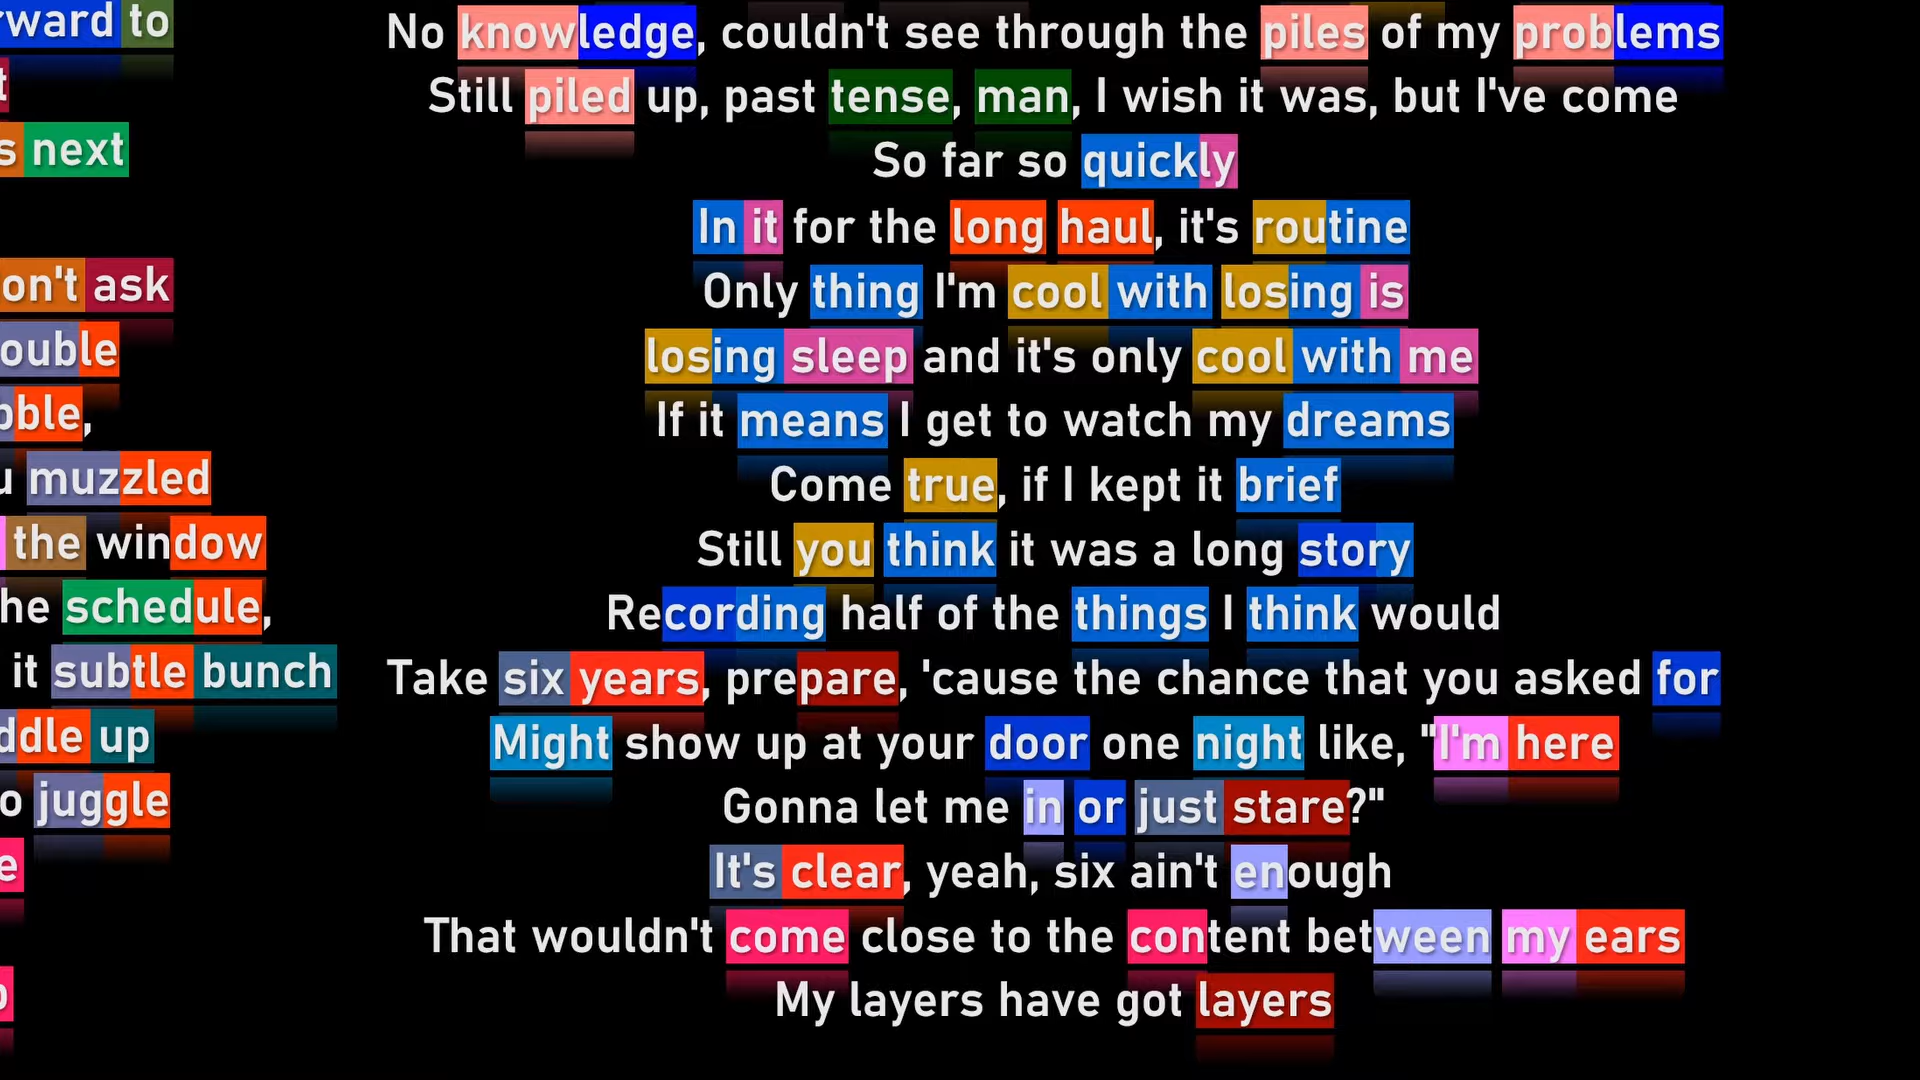 ward to
t
s next
on't ask
ouble
bble,
u muzzled
the window
he schedule,
it subtle bunch
ddle up
o juggle
e
No knowledge, couldn't see through the piles of my problems
Still piled up, past tense, man, I wish it was, but I've come
So far so quickly
In it for the long haul, it's routine
Only thing I'm cool with losing is
losing sleep and it's only cool with me
If it means I get to watch my dreams
Come true, if I kept it brief
Still you think it was a long story
Recording half of the things I think would
Take six years, prepare, 'cause the chance that you asked for
Might show up at your door one night like, "I'm here
Gonna let me in or just stare?"
It's clear, yeah, six ain't enough
That wouldn't come close to the content between my ears
My layers have got layers